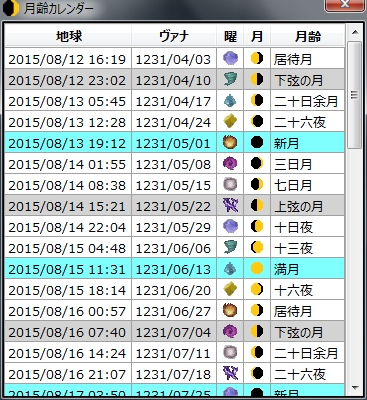 月齢カレンダー
地球 ヴァナ 曜 月 月齢
2015/08/12 16:19 1231/04/03 居待月
2015/08/12 23:02 1231/04/10 下弦の月
2015/08/13 05:45 1231/04/17 二十日余月
2015/08/13 12:28 1231/04/24 二十六夜
2015/08/13 19:12 1231/05/01 新月
2015/08/14 01:55 1231/05/08 三日月
2015/08/14 08:38 1231/05/15 七日月
2015/08/14 15:21 1231/05/22 上弦の月
2015/08/14 22:04 1231/05/29 十日夜
2015/08/15 04:48 1231/06/06 十三夜
2015/08/15 11:31 1231/06/13 満月
2015/08/15 18:14 1231/06/20 十六夜
2015/08/16 00:57 1231/06/27 居待月
2015/08/16 07:40 1231/07/04 下弦の月
2015/08/16 14:24 1231/07/11 二十日余月
2015/08/16 21:07 1231/07/18 二十六夜
2015/08/17 03:50 1231/07/25 新月